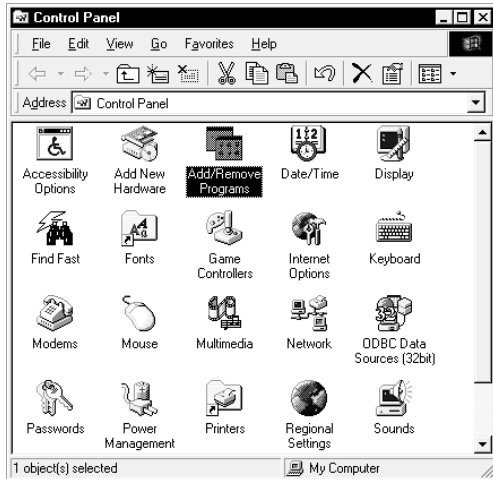 Control Panel
File Edit View Go Favorites Help
Address Control Panel
Accessibility Options
Add New Hardware
Add/Remove Programs
Date/Time
Display
Find Fast
Fonts
Game Controllers
Internet Options
Keyboard
Modems
Mouse
Multimedia
Network
ODBC Data Sources (32bit)
Passwords
Power Management
Printers
Regional Settings
Sounds
1 object(s) selected
My Computer